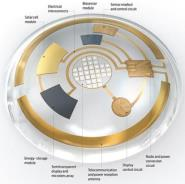 Electrical
interconnects
Biosensor
module
Sensor readout
and control circuit
Solar cell
module
Energy-storage
module
Semitransparent
display and
microlens array
Telecommunication
and power reception
antenna
Display
control circuit
Radio and power
conversion
circuit